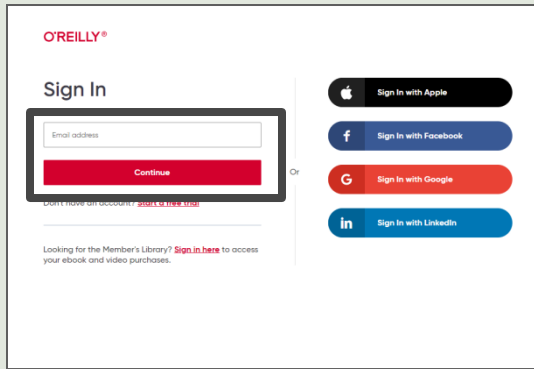 O'REILLY®
Sign In
Email address
Continue
Don't have an account? Start a free trial
Looking for the Member's Library? Sign in here to access
your ebook and video purchases.
Or
Sign In with Apple
Sign In with Facebook
Sign In with Google
Sign In with LinkedIn